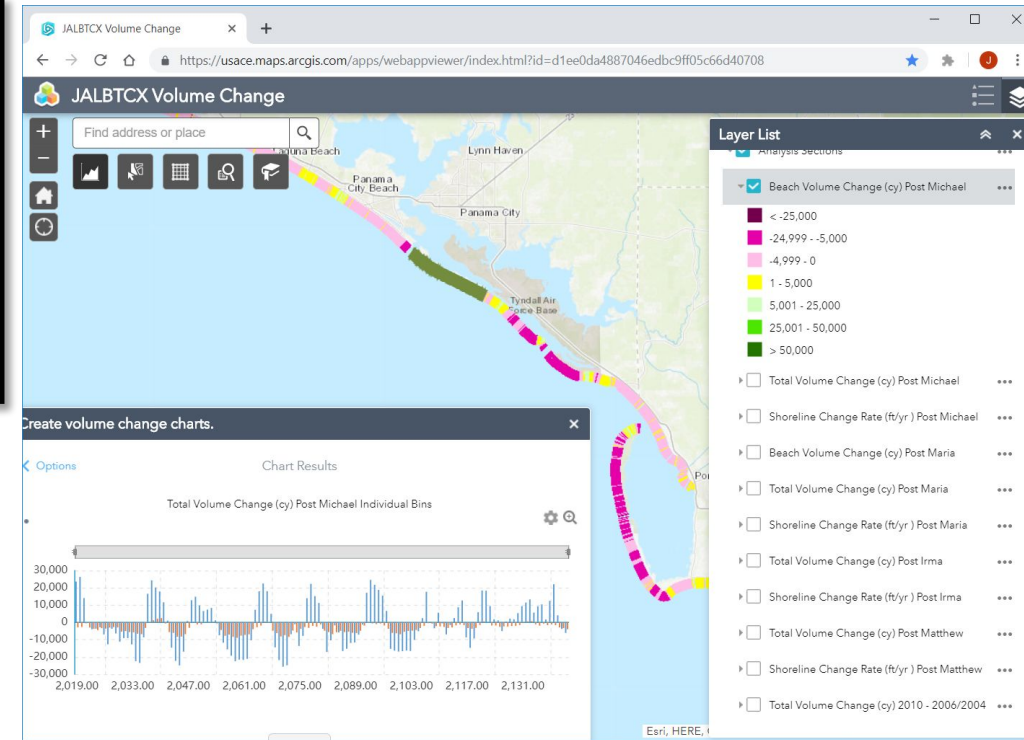 JALBTCX Volume Change
https://usace.maps.arcgis.com/apps/webappviewer/index.html?id=d1ee0da4887046edbc9ff05c66d40708
J
JALBTCX Volume Change
Find address or place
Laguna Beach
Lynn Haven
Panama
City Beach
Panama City
Tyndall Air
Force Base
Layer List
Analysis Sections
Beach Volume Change (cy) Post Michael
< -25,000
-24,999 - -5,000
-4,999 - 0
1 - 5,000
5,001 - 25,000
25,001 - 50,000
> 50,000
Total Volume Change (cy) Post Michael
Shoreline Change Rate (ft/yr ) Post Michael
Beach Volume Change (cy) Post Maria
Total Volume Change (cy) Post Maria
Shoreline Change Rate (ft/yr ) Post Maria
Total Volume Change (cy) Post Irma
Shoreline Change Rate (ft/yr ) Post Irma
Total Volume Change (cy) Post Matthew
Shoreline Change Rate (ft/yr ) Post Matthew
Total Volume Change (cy) 2010 - 2006/2004
Create volume change charts.
Options
Chart Results
Total Volume Change (cy) Post Michael Individual Bins
30,000
20,000
10,000
0
-10,000
-20,000
-30,000
2,019.00 2,033.00 2,047.00 2,061.00 2,075.00 2,089.00 2,103.00 2,117.00 2,131.00
Esri, HERE,